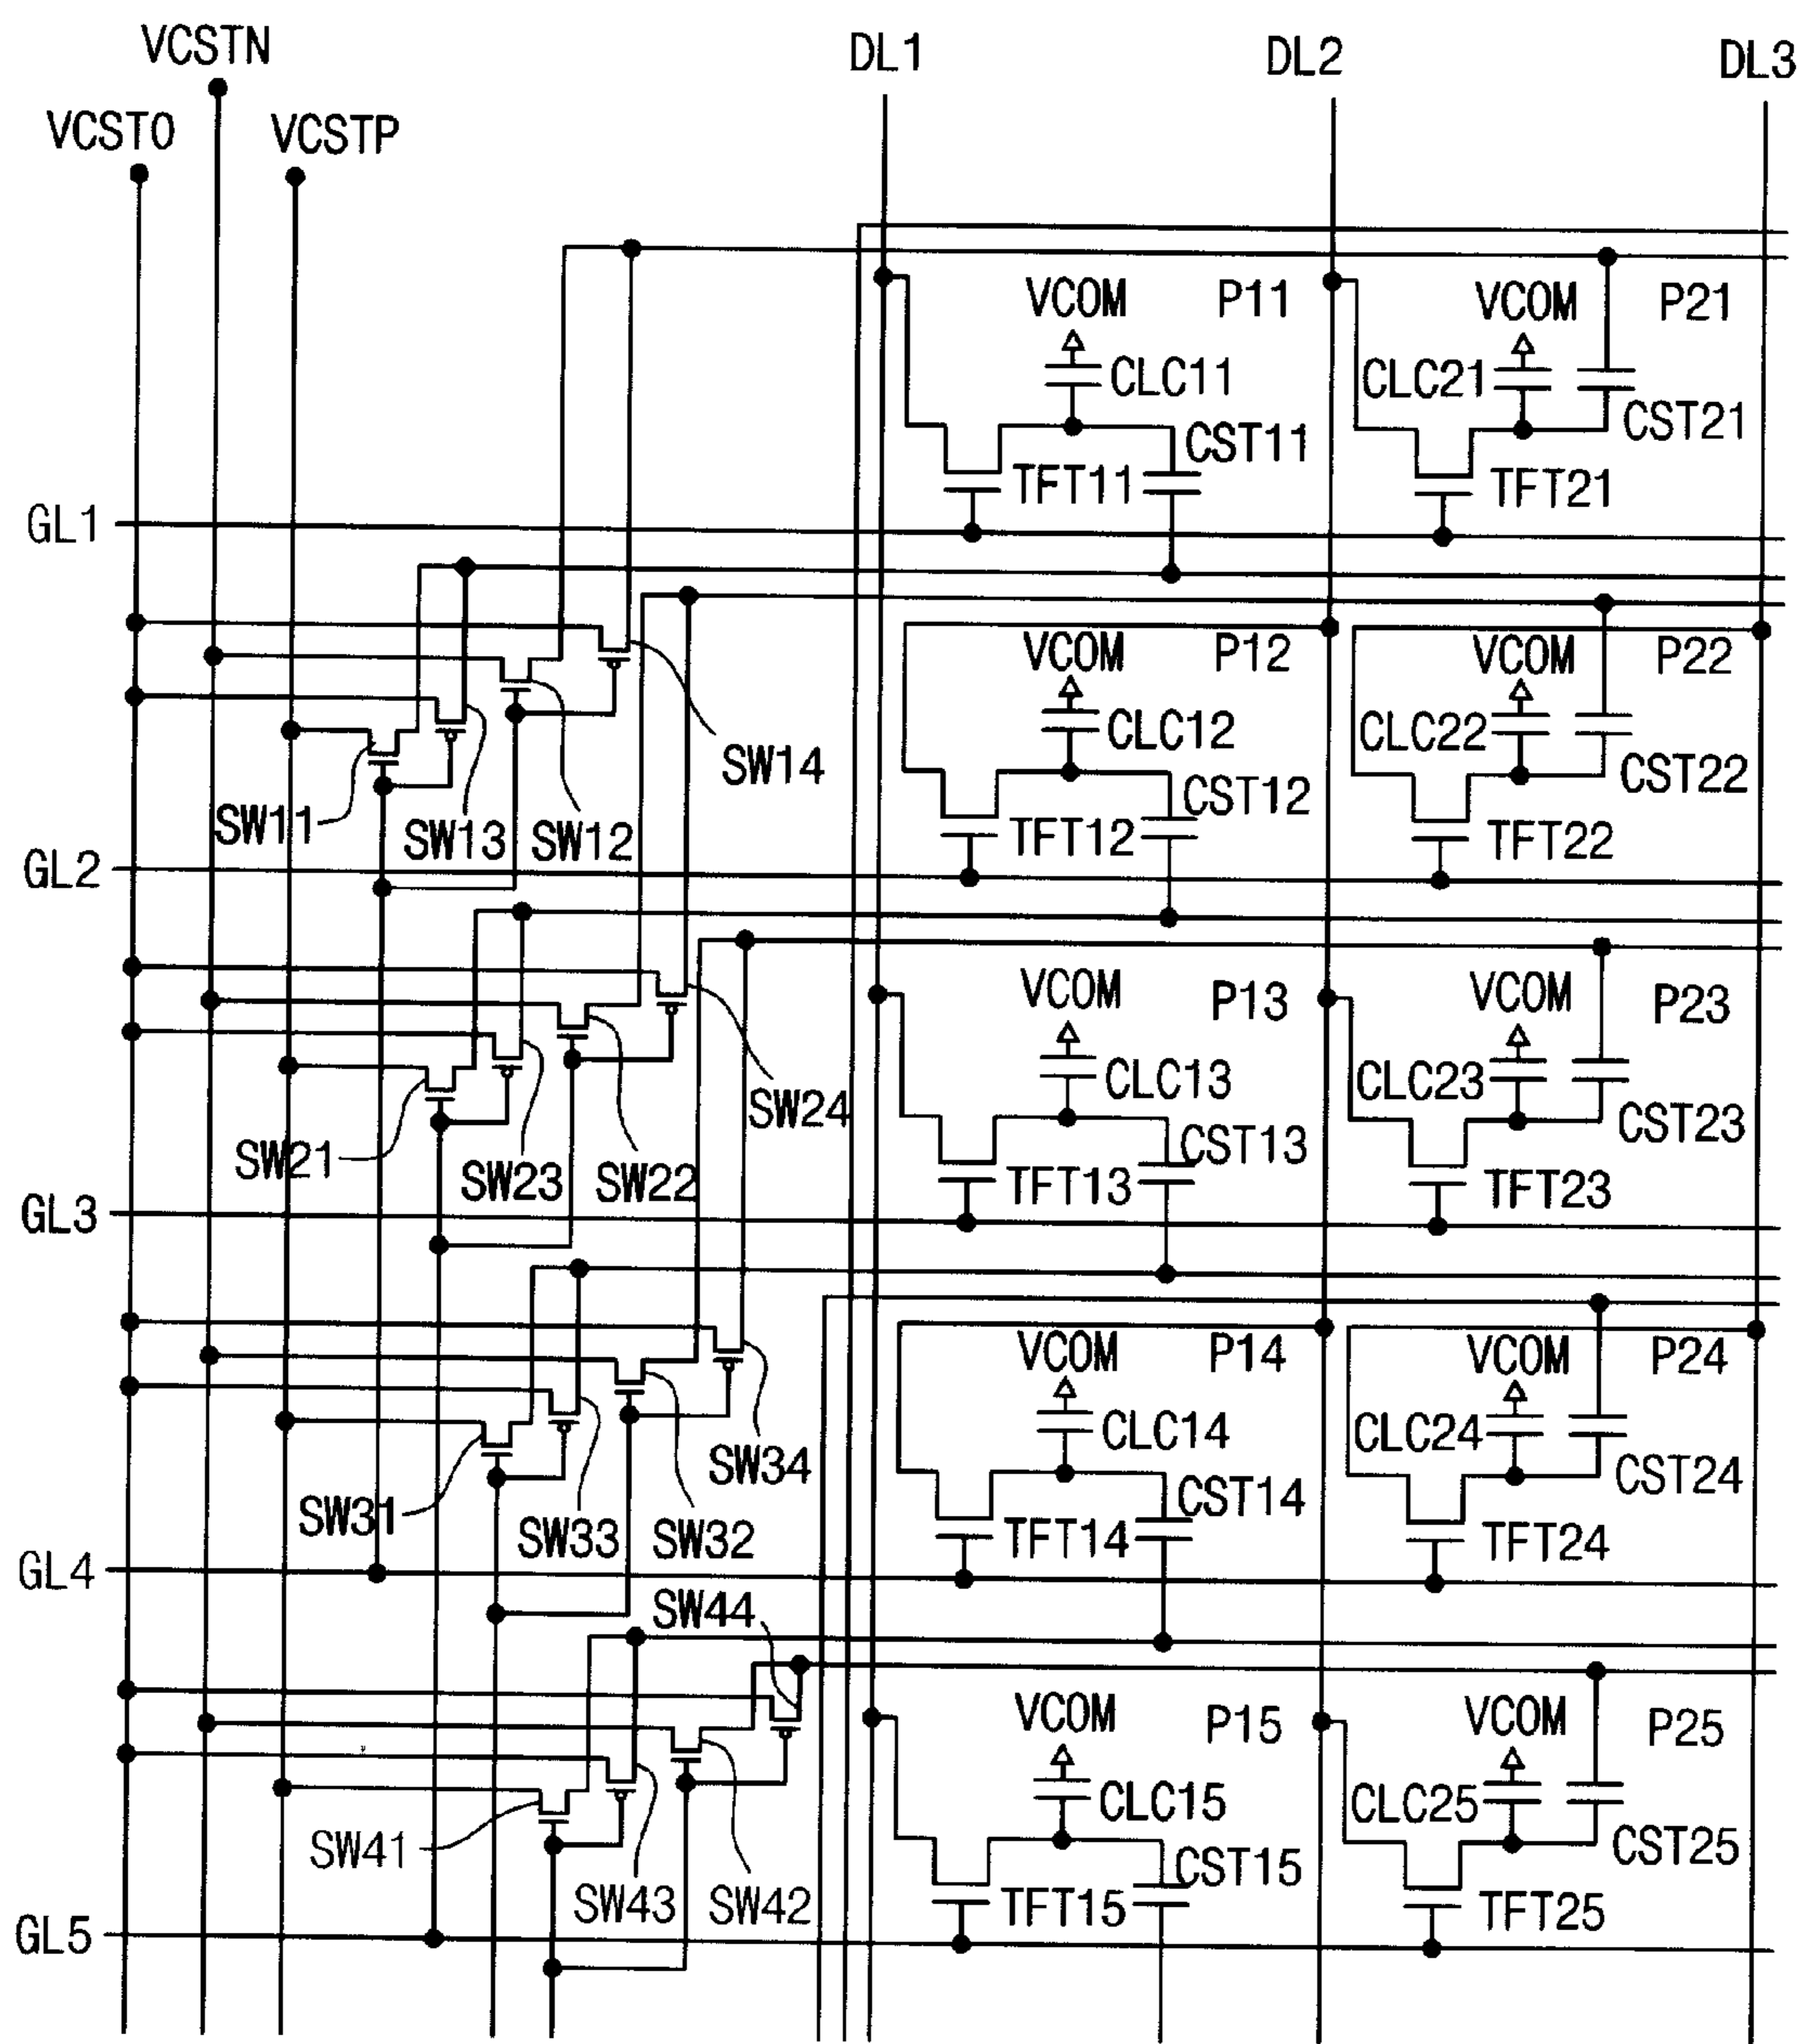 VCSTN
DL1
DL2
DL3
VCSTO
VCSTP
VCOM
P11
VCOM
P21
CLC11
CLC21
CST11
CST21
TFT11
TFT21
GL1
VCOM
P12
VCOM
P22
CLC12
CLC22
SW14
CST12
CST22
SW11
SW13
SW12
TFT12
TFT22
GL2
VCOM
P13
VCOM
P23
CLC13
CLC23
SW24
CST13
CST23
SW21
SW23
SW22
TFT13
TFT23
GL3
VCOM
P14
VCOM
P24
CLC14
CLC24
SW34
CST14
CST24
SW31
SW33
SW32
TFT14
TFT24
GL4
SW44
VCOM
P15
VCOM
P25
CLC15
CLC25
SW41
CST15
CST25
SW43
SW42
TFT15
TFT25
GL5